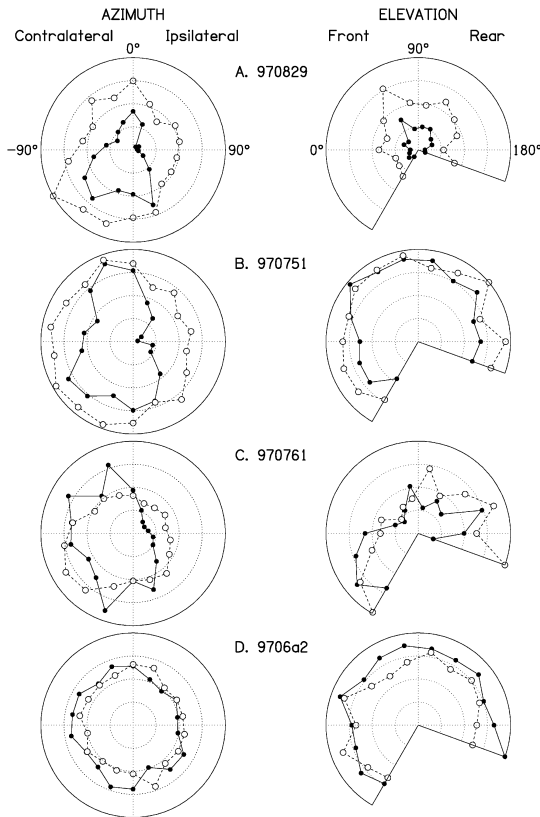 AZIMUTH ELEVATION
Contralateral Ipsilateral Front Rear
0° 90°
A. 970829
-90° 90° 0° 180°
B. 970751
C. 970761
D. 9706a2